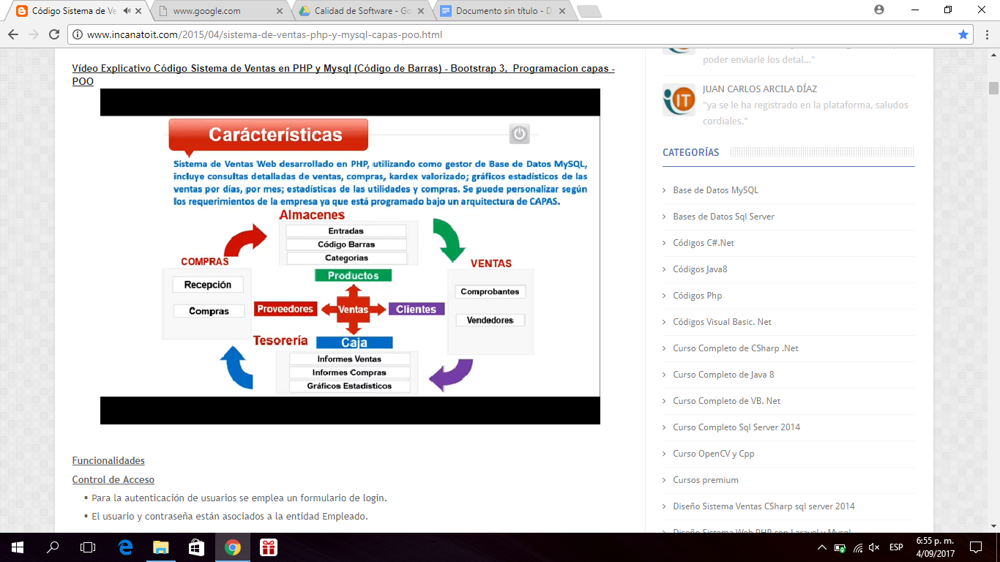 Código Sistema de Ve
www.google.com
Calidad de Software - Go
Documento sin título - D
www.incanatoit.com/2015/04/sistema-de-ventas-php-y-mysql-capas-poo.html
Vídeo Explicativo Código Sistema de Ventas en PHP y Mysql (Código de Barras) - Bootstrap 3, Programacion capas -
POO
Carácterísticas
Sistema de Ventas Web desarrollado en PHP, utilizando como gestor de Base de Datos MySQL,
incluye consultas detalladas de ventas, compras, kardex valorizado; gráficos estadísticos de las
ventas por días, por mes; estadísticas de las utilidades y compras. Se puede personalizar según
los requerimientos de la empresa ya que está programado bajo un arquitectura de CAPAS.
Almacenes
Entradas
Código Barras
Categorias
COMPRAS
Recepción
Compras
Productos
Proveedores
Ventas
Clientes
VENTAS
Comprobantes
Vendedores
Tesorería
Caja
Informes Ventas
Informes Compras
Gráficos Estadísticos
Funcionalidades
Control de Acceso
▪ Para la autenticación de usuarios se emplea un formulario de login.
▪ El usuario y contraseña están asociados a la entidad Empleado.
poder enviarle los detal..."
IT
JUAN CARLOS ARCILA DÍAZ
"ya se le ha registrado en la plataforma, saludos
cordiales."
CATEGORÍAS
Base de Datos MySQL
Bases de Datos Sql Server
Códigos C#.Net
Códigos Java8
Códigos Php
Códigos Visual Basic. Net
Curso Completo de CSharp .Net
Curso Completo de Java 8
Curso Completo de VB. Net
Curso Completo Sql Server 2014
Curso OpenCV y Cpp
Cursos premium
Diseño Sistema Ventas CSharp sql server 2014
Diseño Sistema Web PHP con Laravel y Mysql
ESP
6:55 p. m.
4/09/2017